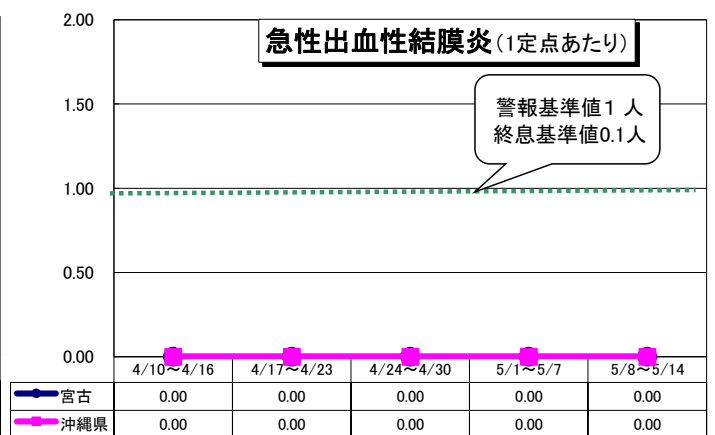 急性出血性結膜炎(1定点あたり)
警報基準値1 人
終息基準値0.1人
2.00
1.50
1.00
0.50
0.00
4/10～4/16 4/17～4/23 4/24～4/30 5/1～5/7 5/8～5/14
宮古 0.00 0.00 0.00 0.00 0.00
沖縄県 0.00 0.00 0.00 0.00 0.00